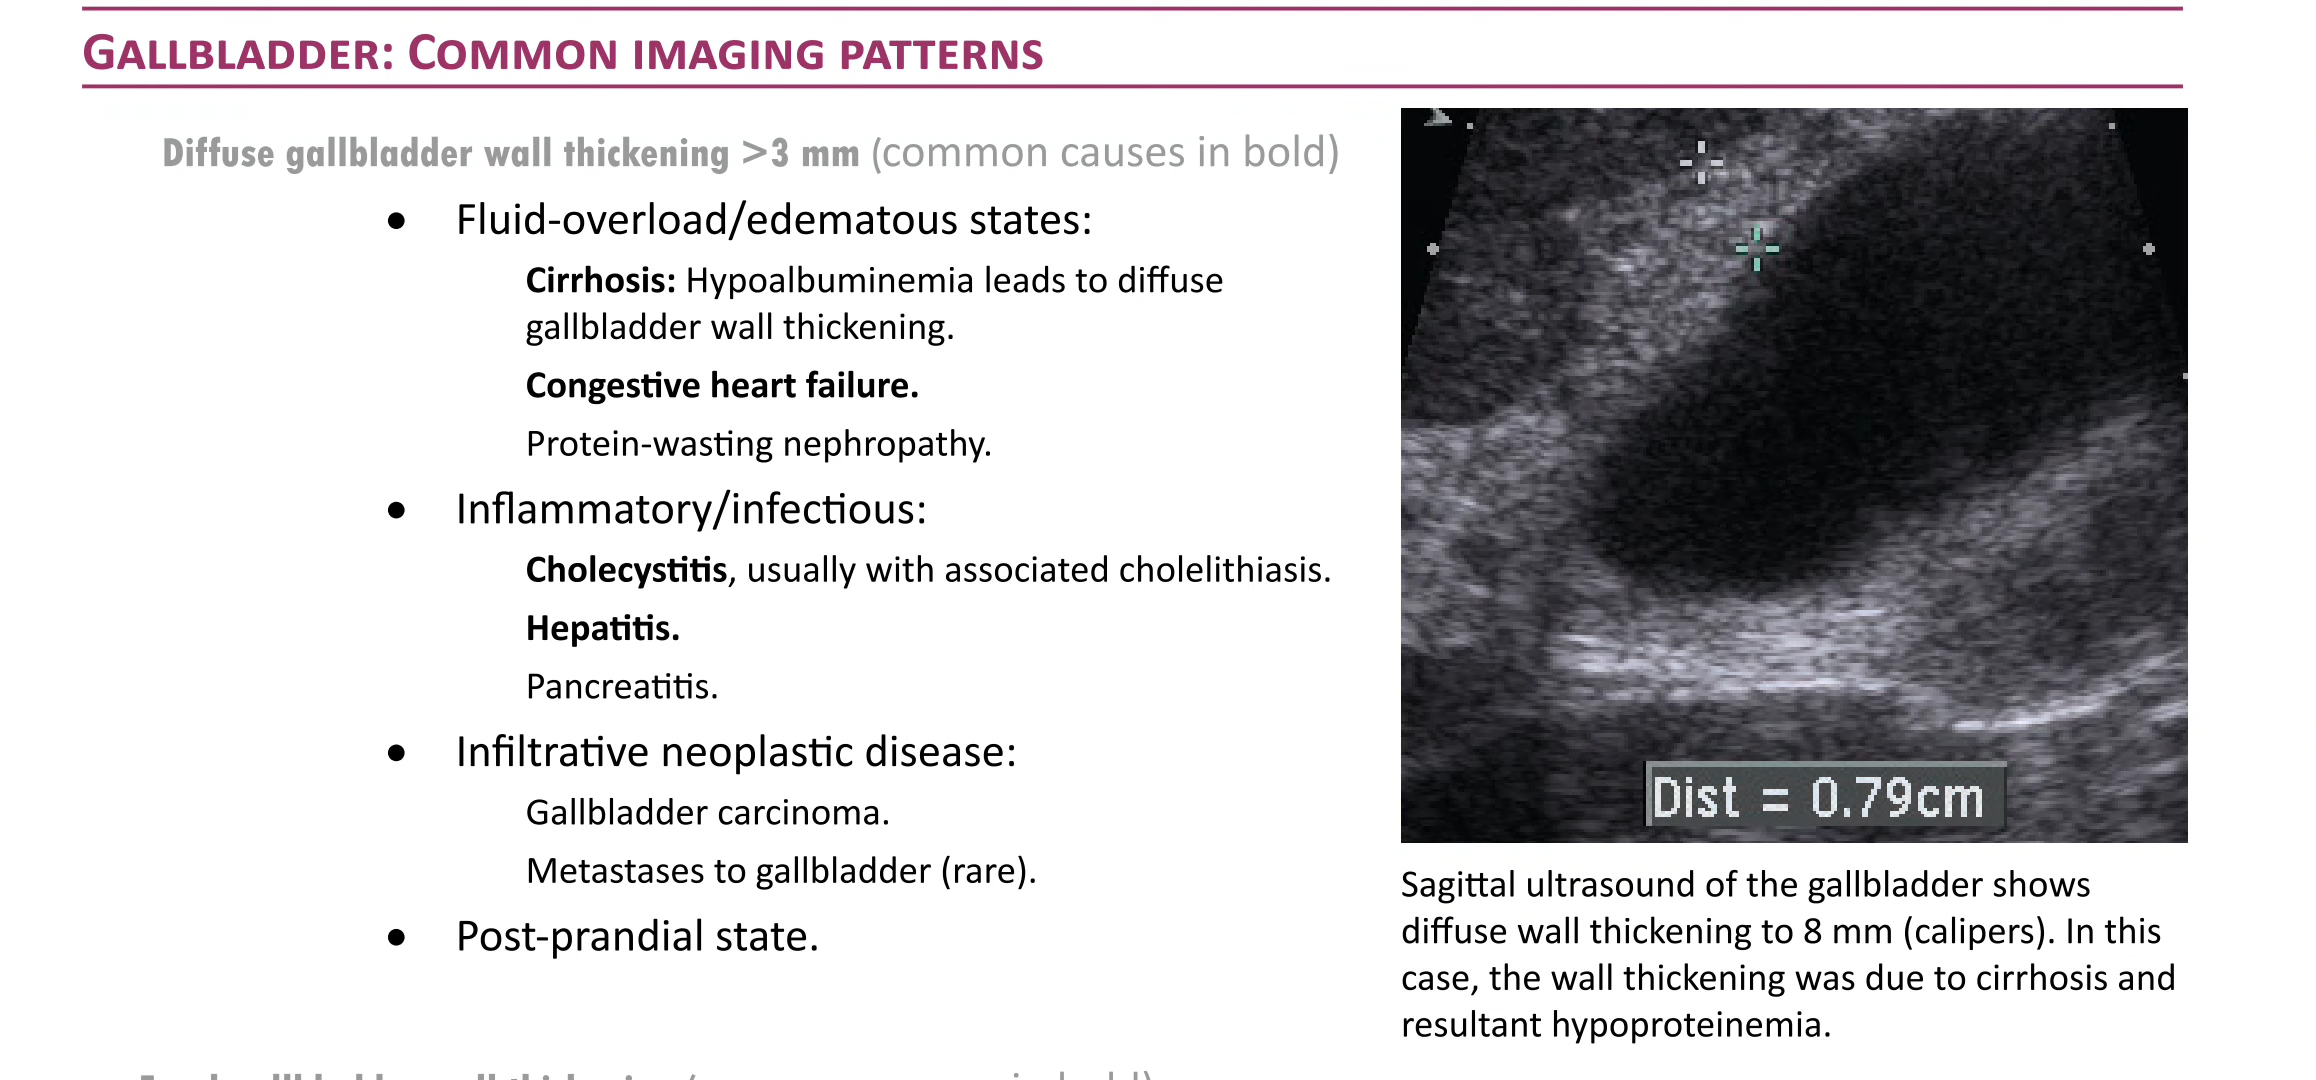 GALLBLADDER: COMMON IMAGING PATTERNS
Diffuse gallbladder wall thickening >3 mm (common causes in bold)
• Fluid-overload/edematous states:
Cirrhosis: Hypoalbuminemia leads to diffuse
gallbladder wall thickening.
Congestive heart failure.
Protein-wasting nephropathy.
• Inflammatory/infectious:
Cholecystitis, usually with associated cholelithiasis.
Hepatitis.
Pancreatitis.
• Infiltrative neoplastic disease:
Gallbladder carcinoma.
Metastases to gallbladder (rare).
• Post-prandial state.
Dist = 0.79cm
Sagittal ultrasound of the gallbladder shows
diffuse wall thickening to 8 mm (calipers). In this
case, the wall thickening was due to cirrhosis and
resultant hypoproteinemia.